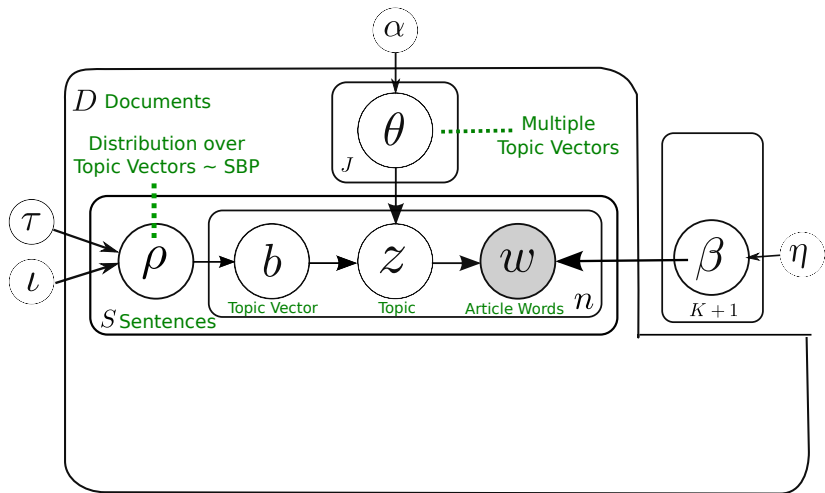 α
D Documents
θ
J
Multiple
Topic Vectors
Distribution over
Topic Vectors ~ SBP
τ
ι
ρ
b
z
w
β
η
Topic Vector
Topic
Article Words
n
K + 1
S Sentences